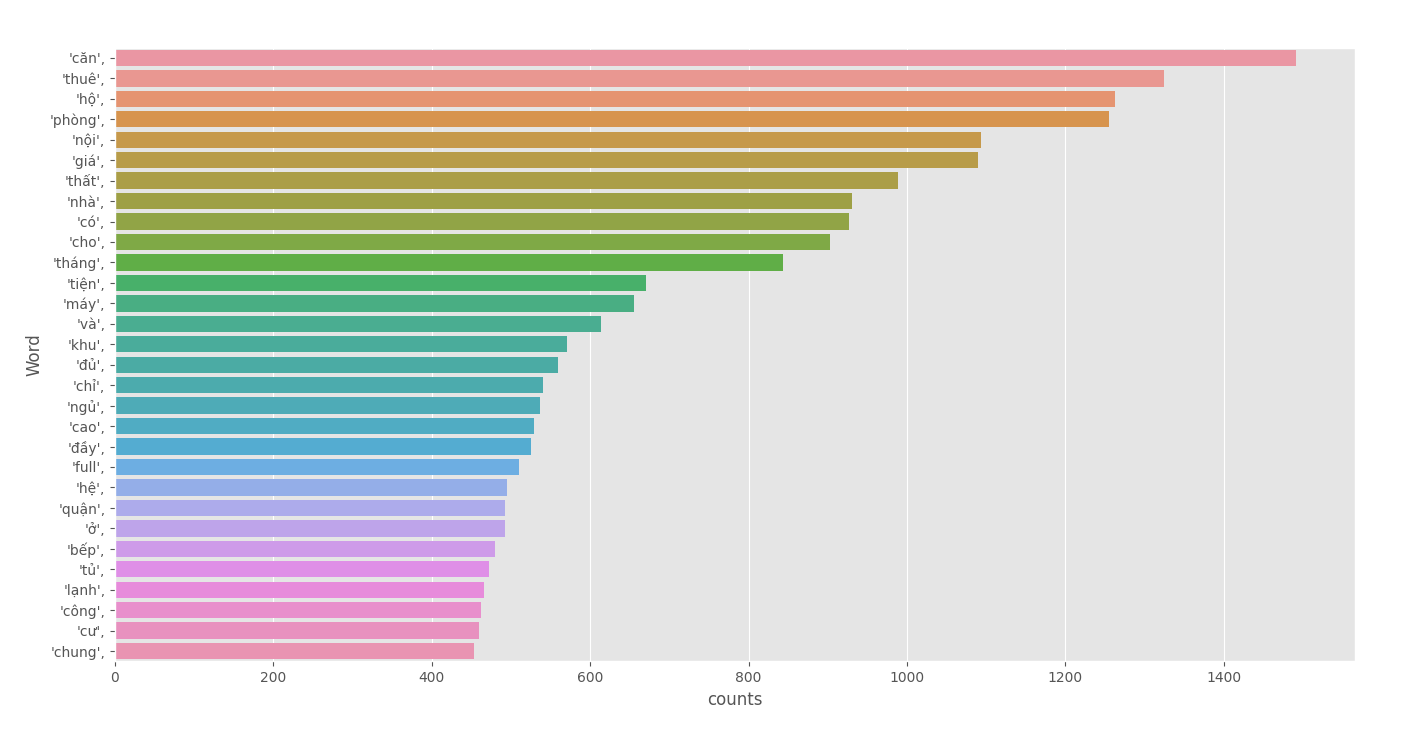 'căn',
'thuê',
'hộ',
'phòng',
'nội',
'giá',
'thất',
'nhà',
'có',
'cho',
'tháng',
'tiện',
'máy',
'và',
'khu',
'đủ',
'chỉ',
'ngủ',
'cao',
'đầy',
'full',
'hệ',
'quận',
'ở',
'bếp',
'tủ',
'lạnh',
'công',
'cư',
'chung',
Word
0 200 400 600 800 1000 1200 1400
counts